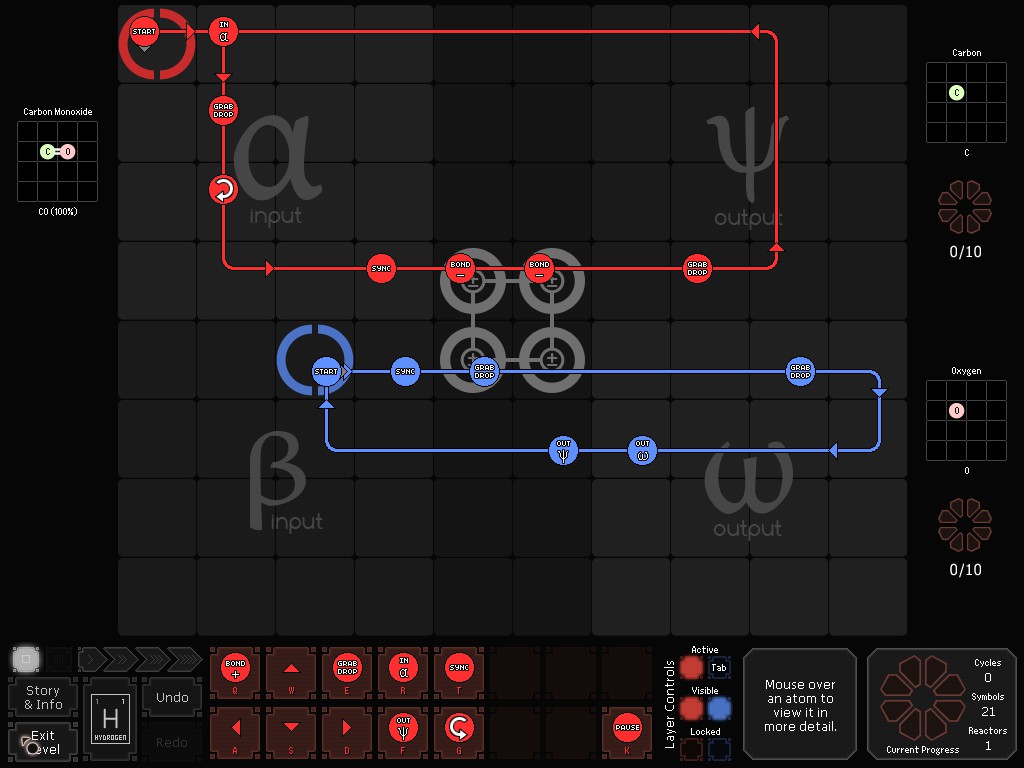 START
IN
α
Carbon
C
C
0/10
Carbon Monoxide
C
O
CO (100%)
GRAB
DROP
α
input
ψ
output
SYNC
BOND
-
BOND
-
GRAB
DROP
±
±
±
±
START
SYNC
GRAB
DROP
GRAB
DROP
OUT
ψ
OUT
ω
β
input
ω
output
Oxygen
O
O
0/10
Story
& Info
Exit
Level
1
1
H
HYDROGEN
Undo
Redo
BOND
+
Q
W
GRAB
DROP
E
IN
α
R
SYNC
T
A
S
D
OUT
ψ
F
G
PAUSE
K
Layer Controls
Active
Tab
Visible
Locked
Mouse over
an atom to
view it in
more detail.
Cycles
0
Symbols
21
Reactors
1
Current Progress